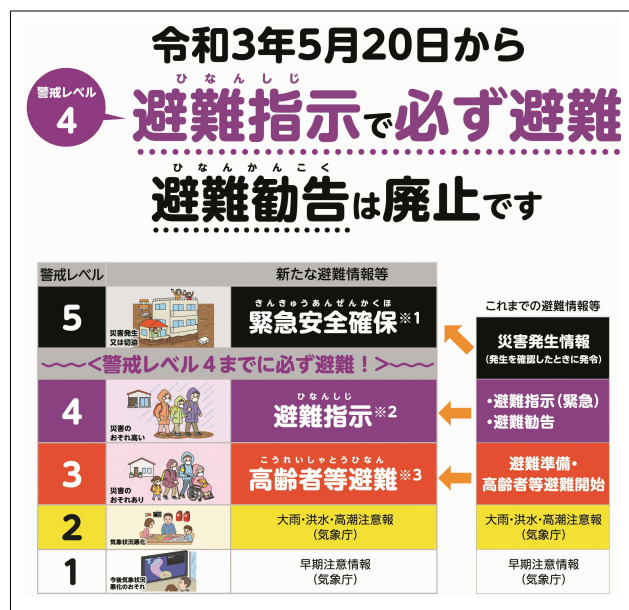 令和3年5月20日から
警戒レベル
4
ひなんしじ
避難指示で必ず避難
ひなんかんこく
避難勧告は廃止です
警戒レベル
新たな避難情報等
これまでの避難情報等
5
災害発生
又は切迫
きんきゅうあんぜんかくほ
緊急安全確保※1
災害発生情報
(発生を確認したときに発令)
〜〜〜<警戒レベル4までに必ず避難!>〜〜〜
4
災害の
おそれ高い
ひなんしじ
避難指示※2
・避難指示(緊急)
・避難勧告
3
災害の
おそれあり
こうれいしゃとうひなん
高齢者等避難※3
避難準備・
高齢者等避難開始
2
気象状況悪化
大雨・洪水・高潮注意報
(気象庁)
大雨・洪水・高潮注意報
(気象庁)
1
今後気象状況
悪化のおそれ
早期注意情報
(気象庁)
早期注意情報
(気象庁)